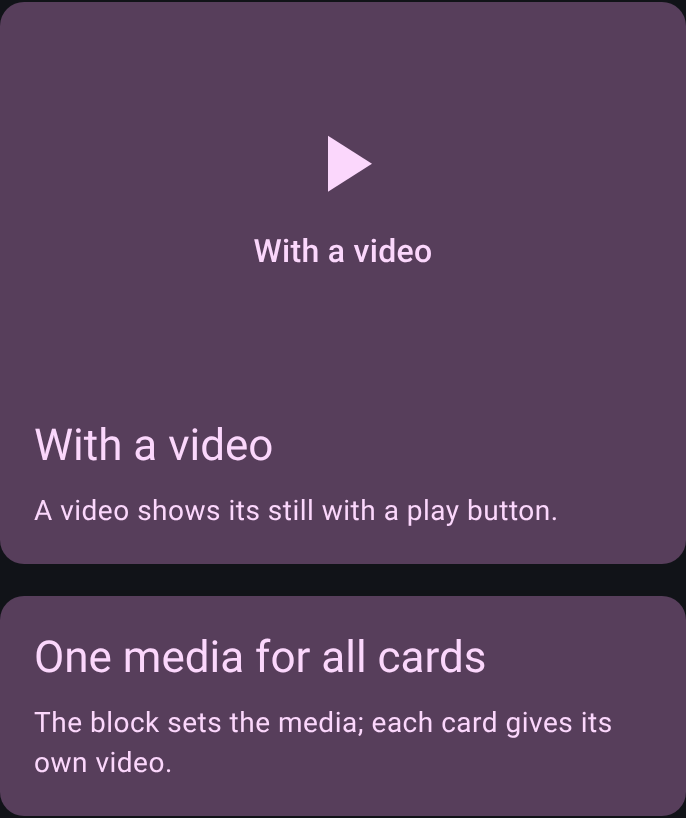 With a video
With a video
A video shows its still with a play button.
One media for all cards
The block sets the media; each card gives its
own video.